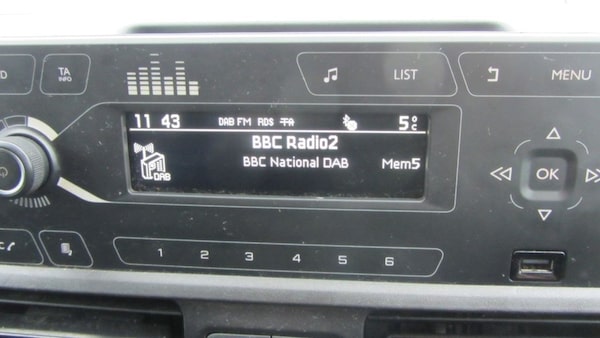 TA
INFO
LIST
MENU
11 43 DAB FM RDS TA 5°C
BBC Radio2
BBC National DAB Mem5
DAB
OK
1 2 3 4 5 6